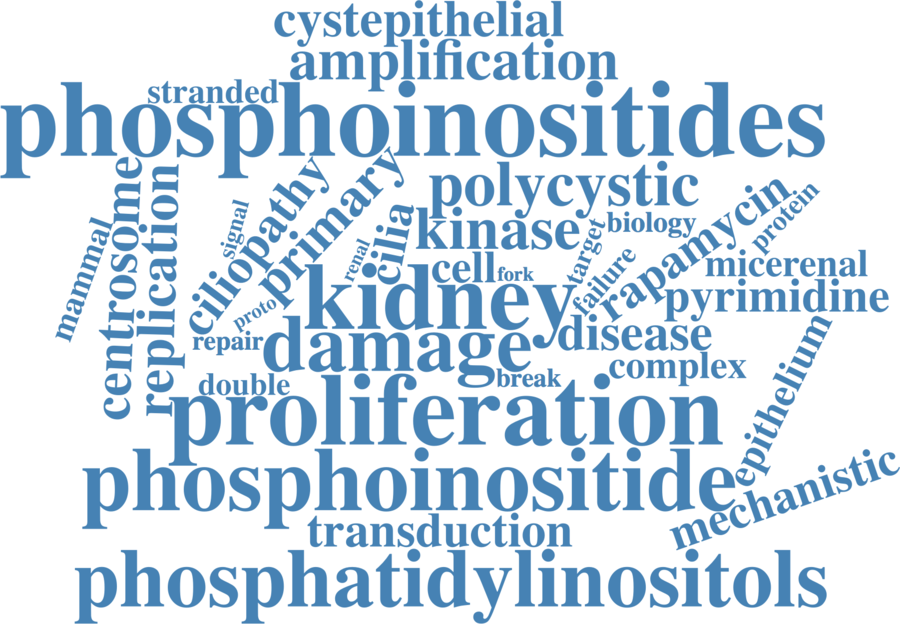 cystepithelial
amplification
stranded
phosphoinositides
polycystic
primary
ciliopathy
centrosome
replication
mammal
signal
renal
cilia
kinase
target
biology
rapamycin
protein
cell
fork
failure
micerenal
proto
kidney
pyrimidine
repair
damage
disease
complex
double
break
epithelium
proliferation
phosphoinositide
mechanistic
transduction
phosphatidylinositols